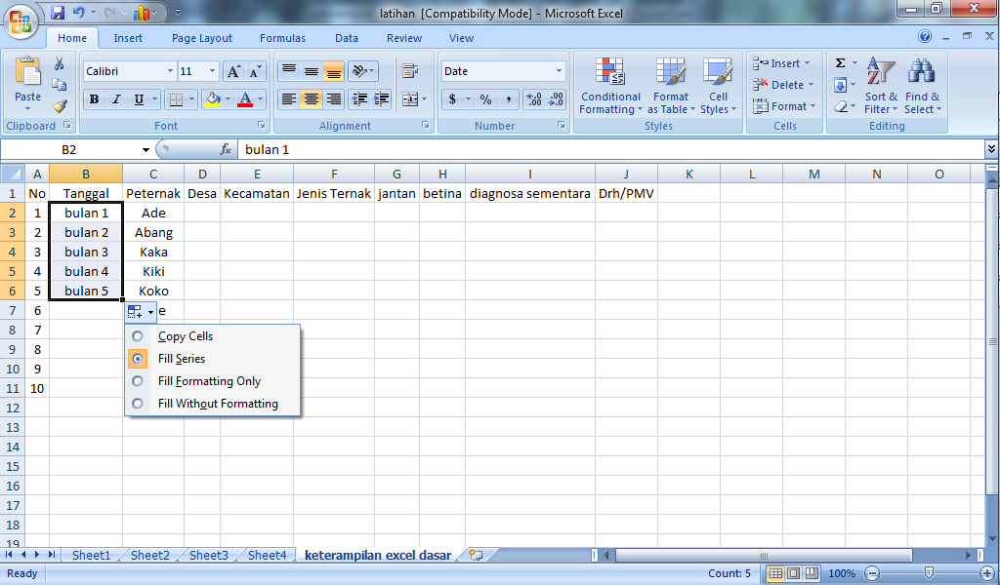 latihan [Compatibility Mode] - Microsoft Excel
Home Insert Page Layout Formulas Data Review View
Paste
Clipboard
Calibri 11
B I U
Font
Alignment
Date
$ % ,
Number
Conditional Formatting
Format as Table
Cell Styles
Styles
Insert
Delete
Format
Cells
Σ
Sort & Filter
Find & Select
Editing
B2 fx bulan 1
A B C D E F G H I J K L M N O
1 No Tanggal Peternak Desa Kecamatan Jenis Ternak jantan betina diagnosa sementara Drh/PMV
2 1 bulan 1 Ade
3 2 bulan 2 Abang
4 3 bulan 3 Kaka
5 4 bulan 4 Kiki
6 5 bulan 5 Koko
7 6 e
8 7
9 8
10 9
11 10
12
13
14
15
16
17
18
19
Copy Cells
Fill Series
Fill Formatting Only
Fill Without Formatting
Sheet1 Sheet2 Sheet3 Sheet4 keterampilan excel dasar
Ready Count: 5 100%